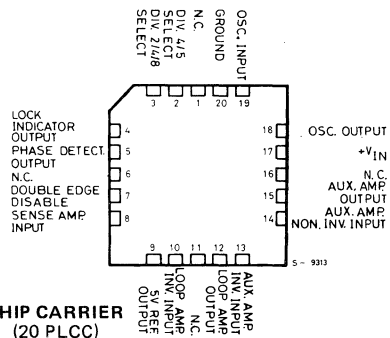 DIV. 2/4/8
SELECT
DIV. 4/5
SELECT
N.C.
GROUND
OSC. INPUT
3 2 1 20 19
LOCK
INDICATOR
OUTPUT
4
PHASE DETECT.
OUTPUT
5
N.C.
6
DOUBLE EDGE
DISABLE
7
SENSE AMP.
INPUT
8
18 OSC. OUTPUT
17 +VIN
16 N.C.
15 AUX. AMP.
OUTPUT
14 AUX. AMP.
NON. INV. INPUT
9 10 11 12 13
5V REF.
OUTPUT
LOOP AMP.
INV. INPUT
N.C.
LOOP AMP
OUTPUT
AUX. AMP.
INV. INPUT
S - 9313
HIP CARRIER
(20 PLCC)